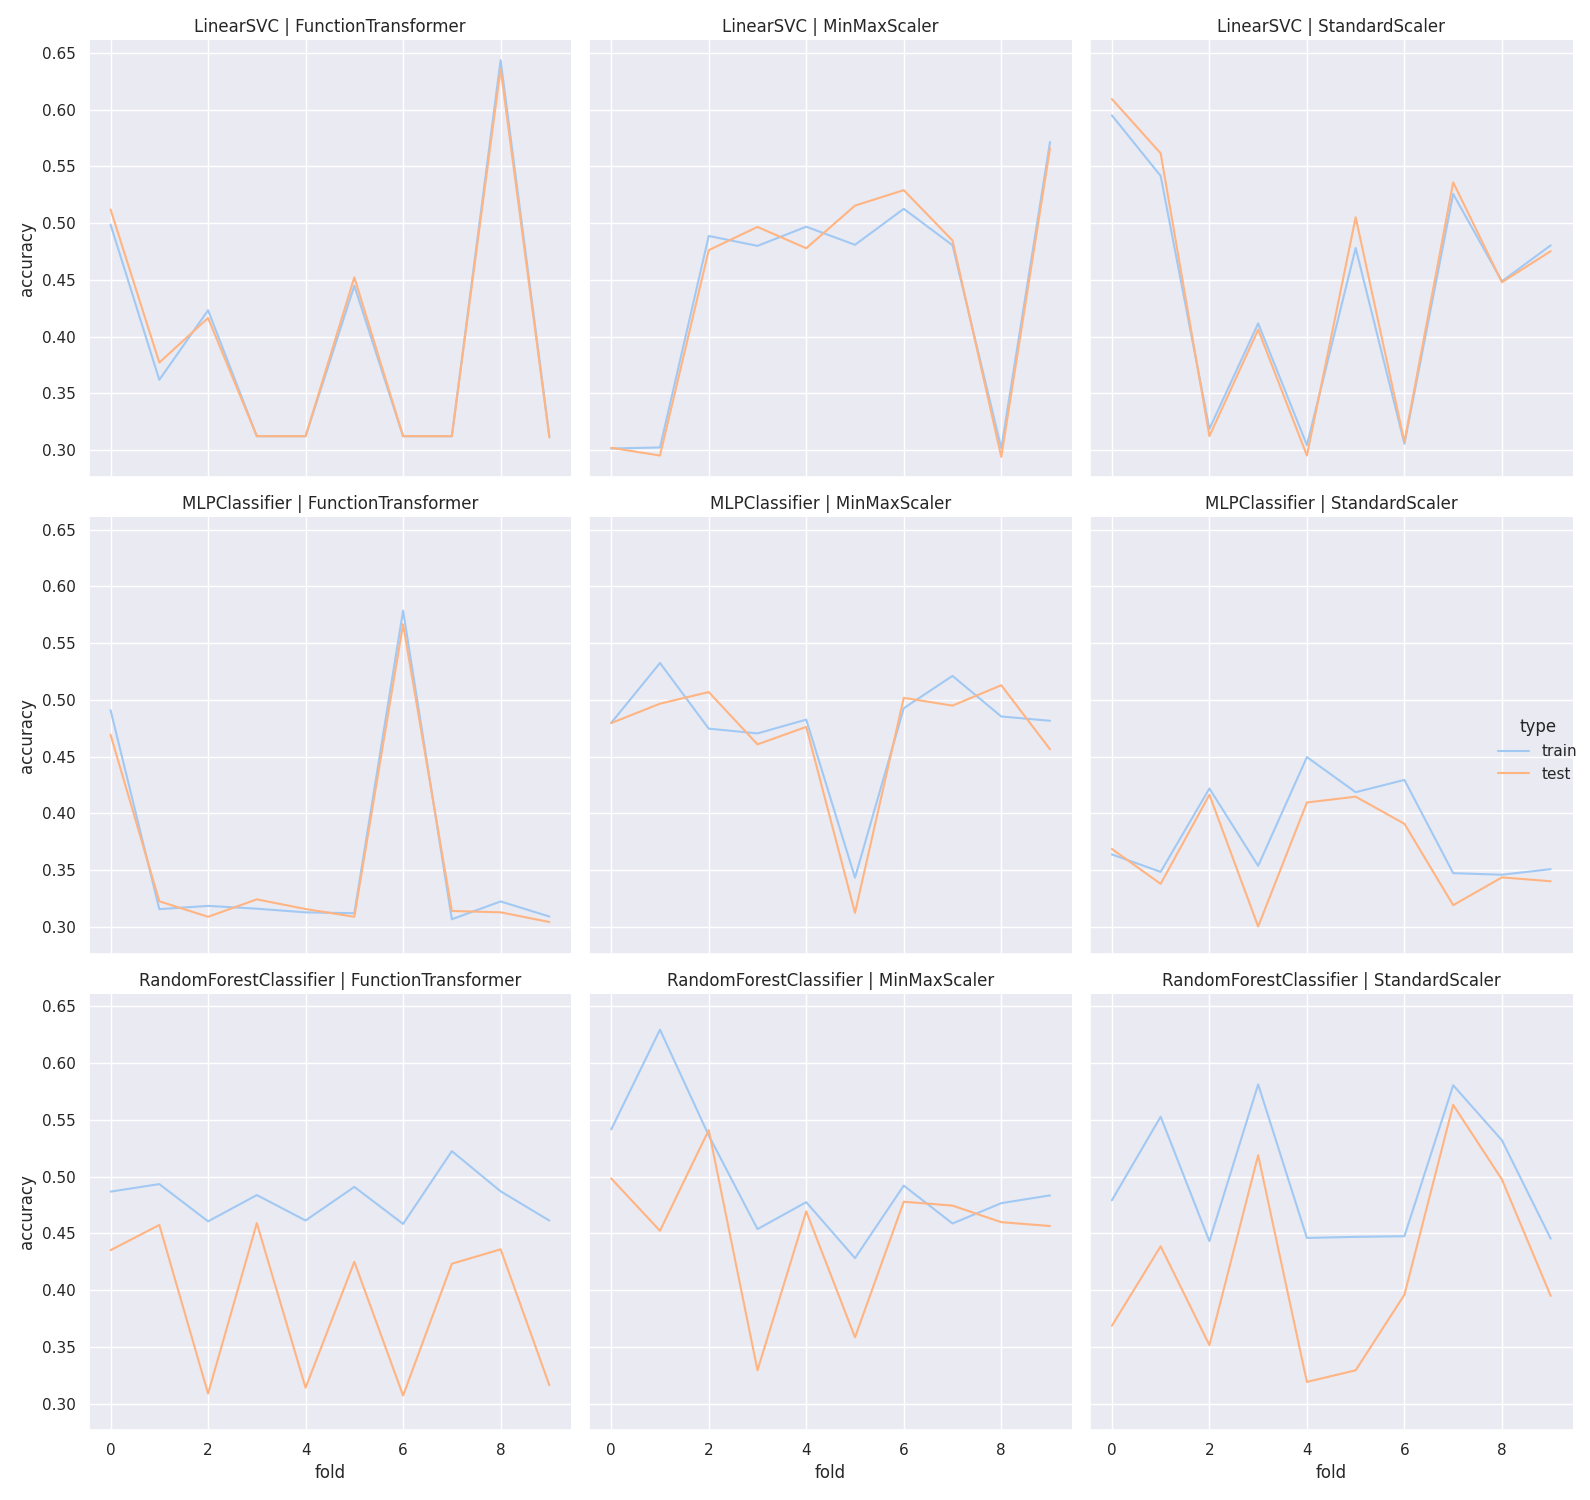 LinearSVC | FunctionTransformer
LinearSVC | MinMaxScaler
LinearSVC | StandardScaler
0.65
0.60
0.55
0.50
0.45
0.40
0.35
0.30
accuracy
MLPClassifier | FunctionTransformer
MLPClassifier | MinMaxScaler
MLPClassifier | StandardScaler
0.65
0.60
0.55
0.50
0.45
0.40
0.35
0.30
accuracy
type
train
test
RandomForestClassifier | FunctionTransformer
RandomForestClassifier | MinMaxScaler
RandomForestClassifier | StandardScaler
0.65
0.60
0.55
0.50
0.45
0.40
0.35
0.30
accuracy
0 2 4 6 8
0 2 4 6 8
0 2 4 6 8
fold
fold
fold